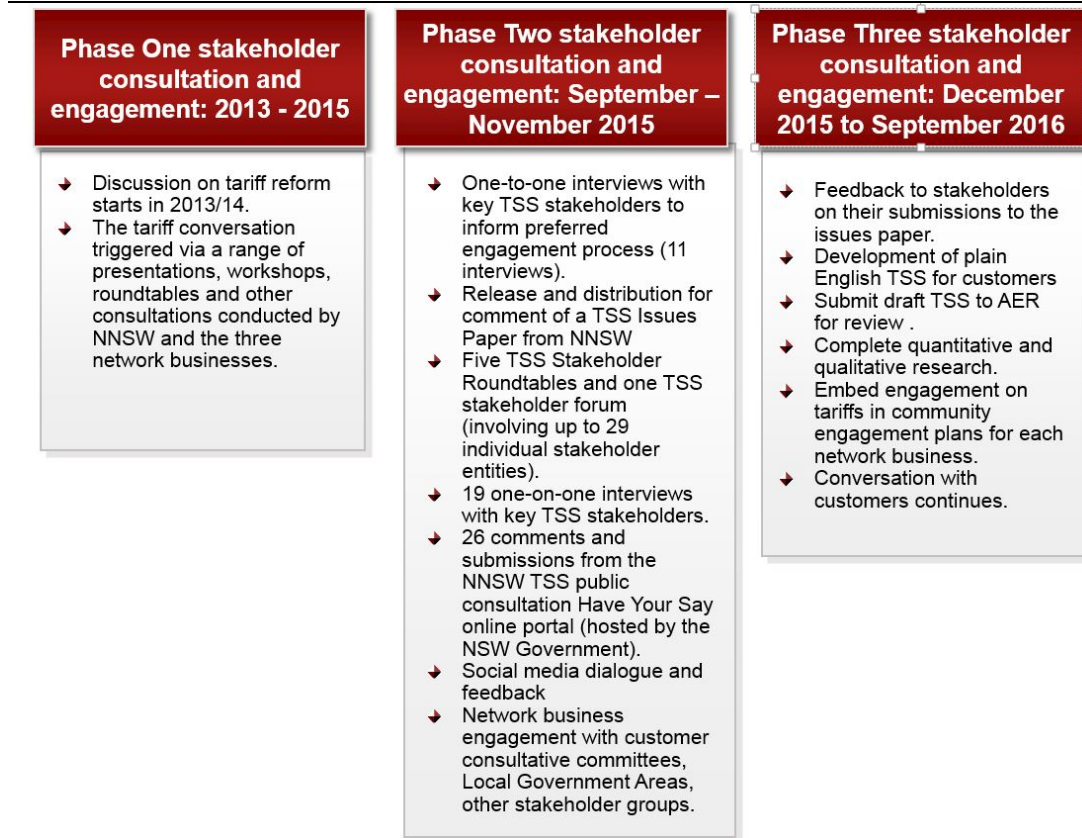 Phase One stakeholder
consultation and
engagement: 2013 - 2015
Discussion on tariff reform
starts in 2013/14.
The tariff conversation
triggered via a range of
presentations, workshops,
roundtables and other
consultations conducted by
NNSW and the three
network businesses.
Phase Two stakeholder
consultation and
engagement: September –
November 2015
One-to-one interviews with
key TSS stakeholders to
inform preferred
engagement process (11
interviews).
Release and distribution for
comment of a TSS Issues
Paper from NNSW
Five TSS Stakeholder
Roundtables and one TSS
stakeholder forum
(involving up to 29
individual stakeholder
entities).
19 one-on-one interviews
with key TSS stakeholders.
26 comments and
submissions from the
NNSW TSS public
consultation Have Your Say
online portal (hosted by the
NSW Government).
Social media dialogue and
feedback
Network business
engagement with customer
consultative committees,
Local Government Areas,
other stakeholder groups.
Phase Three stakeholder
consultation and
engagement: December
2015 to September 2016
Feedback to stakeholders
on their submissions to the
issues paper.
Development of plain
English TSS for customers
Submit draft TSS to AER
for review .
Complete quantitative and
qualitative research.
Embed engagement on
tariffs in community
engagement plans for each
network business.
Conversation with
customers continues.